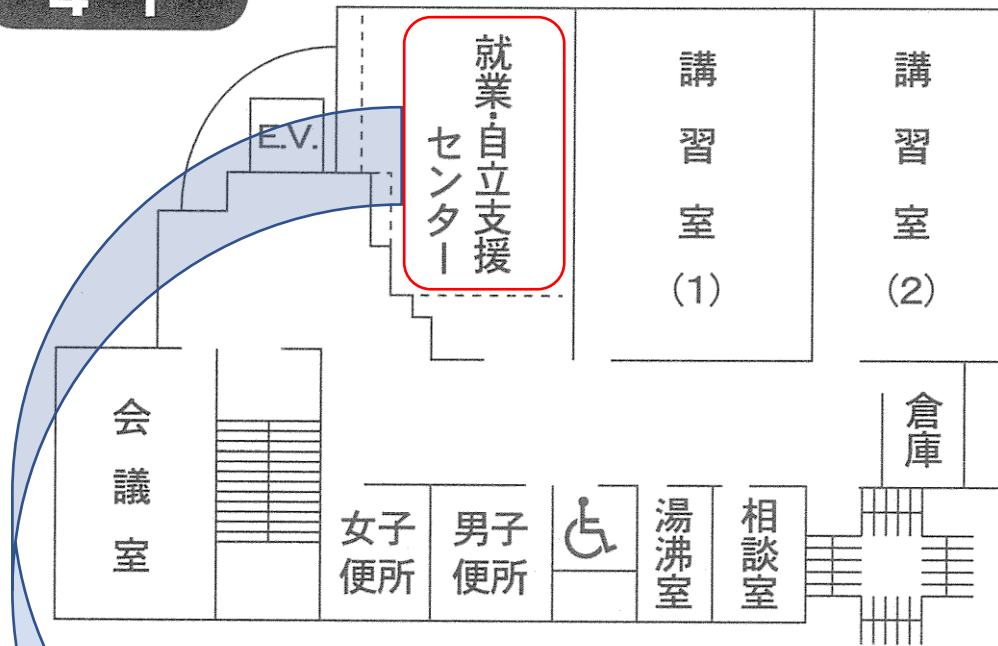 就業・自立支援
センター
講習室
(1)
講習室
(2)
E.V.
会議室
倉庫
女子
便所
男子
便所
湯沸室
相談室